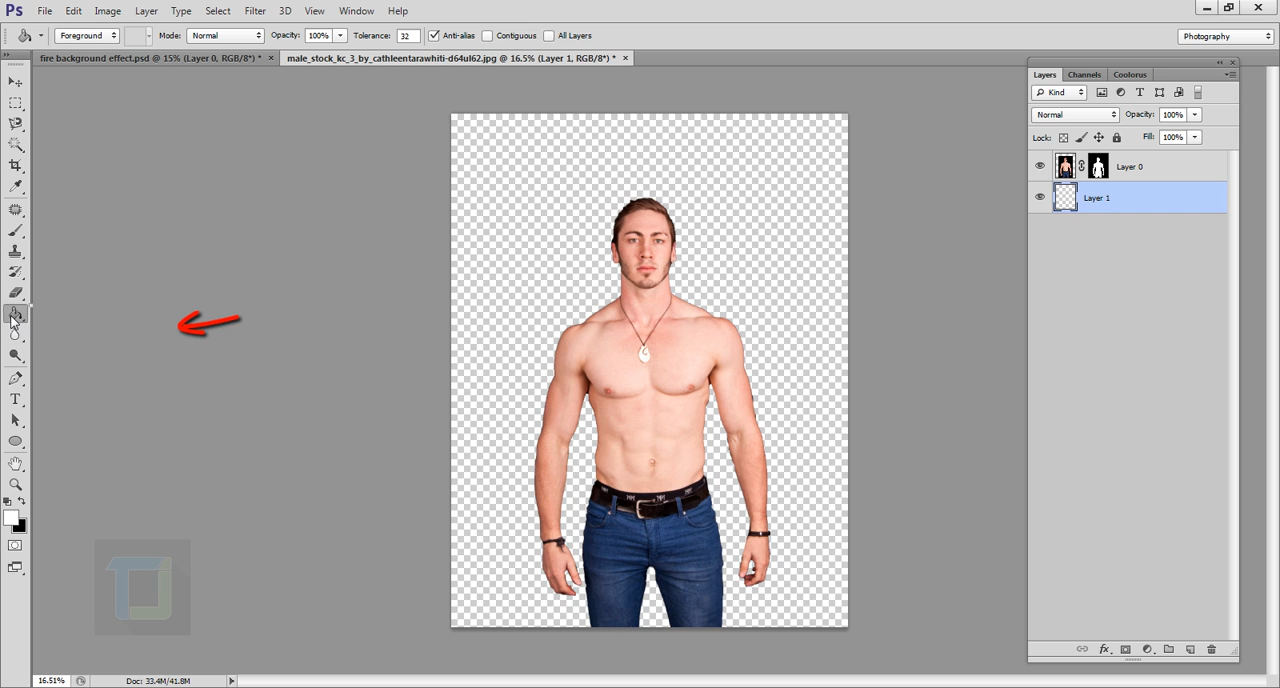 Ps File Edit Image Layer Type Select Filter 3D View Window Help
Foreground Mode: Normal Opacity: 100% Tolerance: 32 Anti-alias Contiguous All Layers Photography
fire background effect.psd @ 15% (Layer 0, RGB/8*) * × male_stock_kc_3_by_cathleentarawhiti-d64ul62.jpg @ 16.5% (Layer 1, RGB/8*) * ×
Layers Channels Coolorus
Kind T
Normal Opacity: 100%
Lock: Fill: 100%
Layer 0
Layer 1
T
TJ
fx
16.51% Doc: 33.4M/41.8M